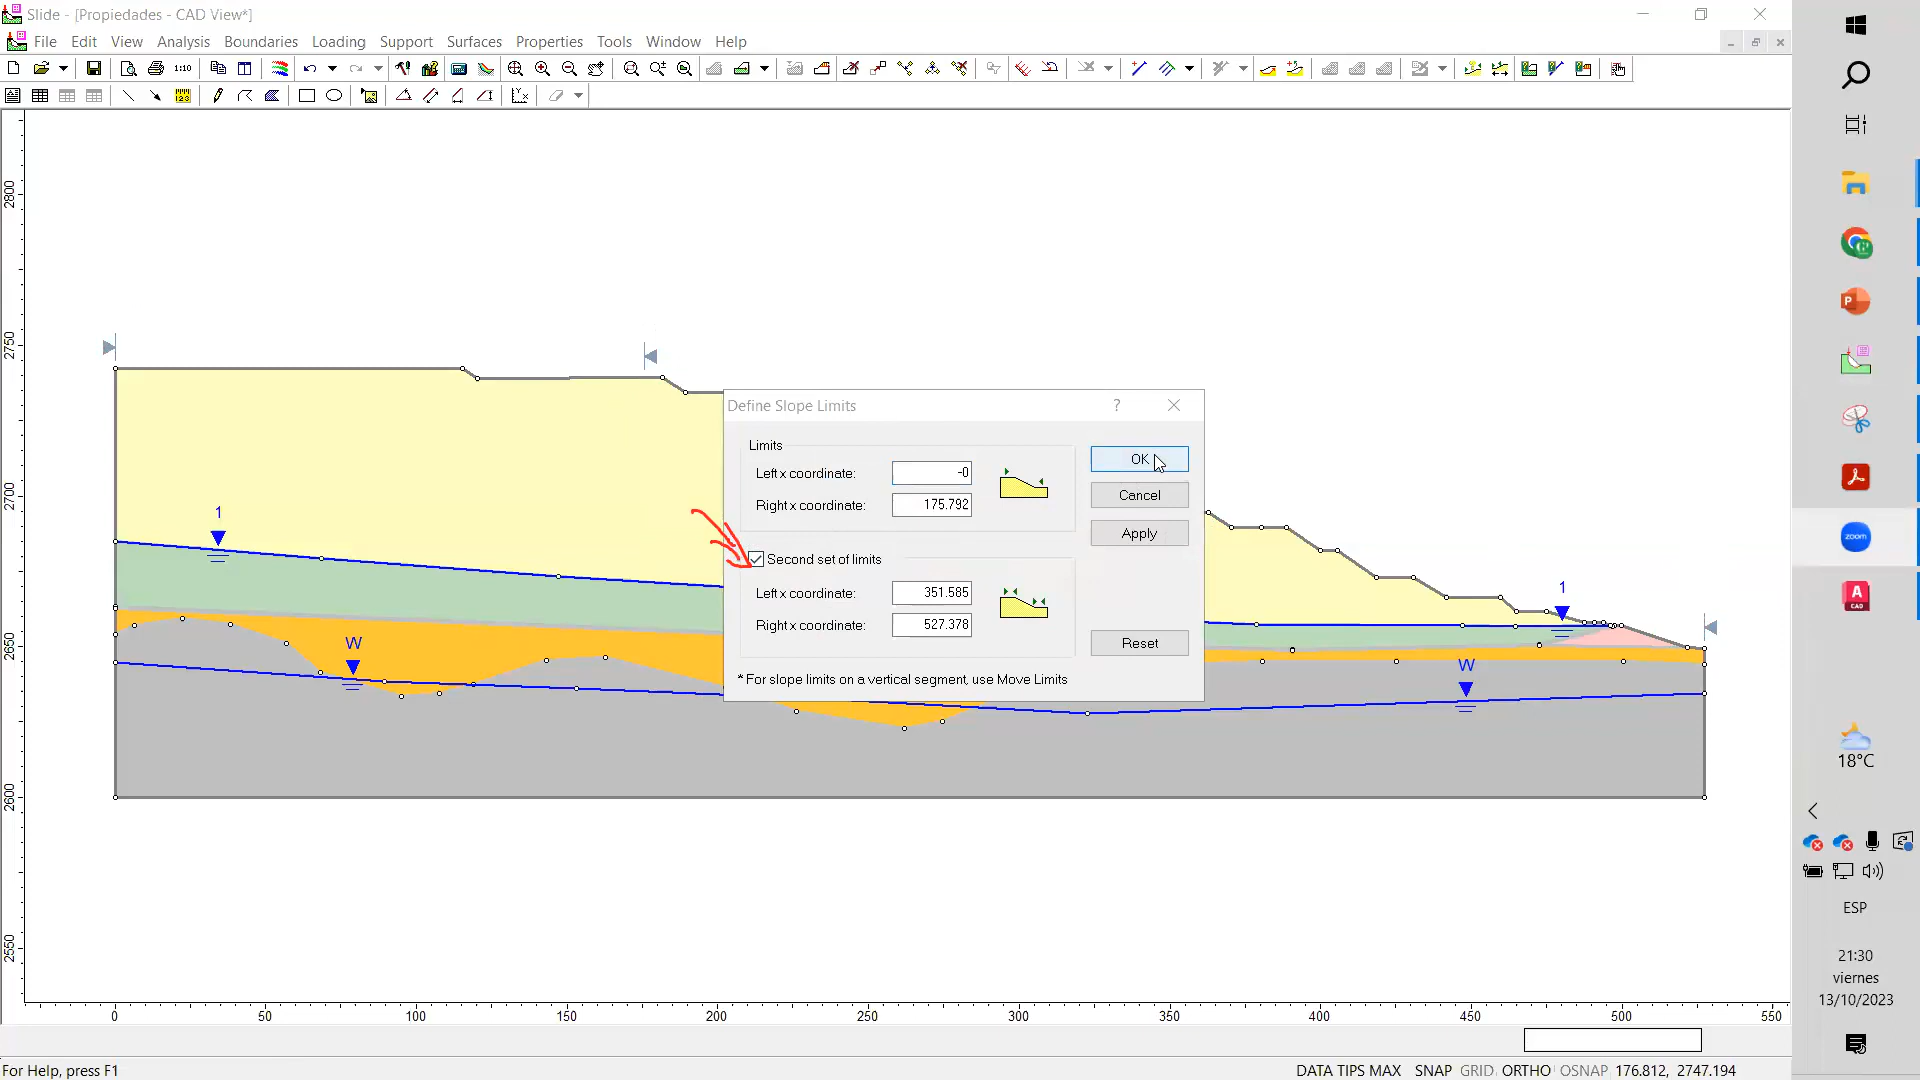 Slide - [Propiedades - CAD View*]
File Edit View Analysis Boundaries Loading Support Surfaces Properties Tools Window Help
1:10
123
2800
2750
2700
2650
2600
2550
1
W
1
W
Define Slope Limits ?
Limits
Left x coordinate: -0
Right x coordinate: 175.792
OK
Cancel
Apply
Second set of limits
Left x coordinate: 351.585
Right x coordinate: 527.378
Reset
* For slope limits on a vertical segment, use Move Limits
0 50 100 150 200 250 300 350 400 450 500 550
For Help, press F1
DATA TIPS MAX SNAP GRID ORTHO OSNAP 176.812, 2747.194
zoom
CAD
18°C
ESP
21:30
viernes
13/10/2023